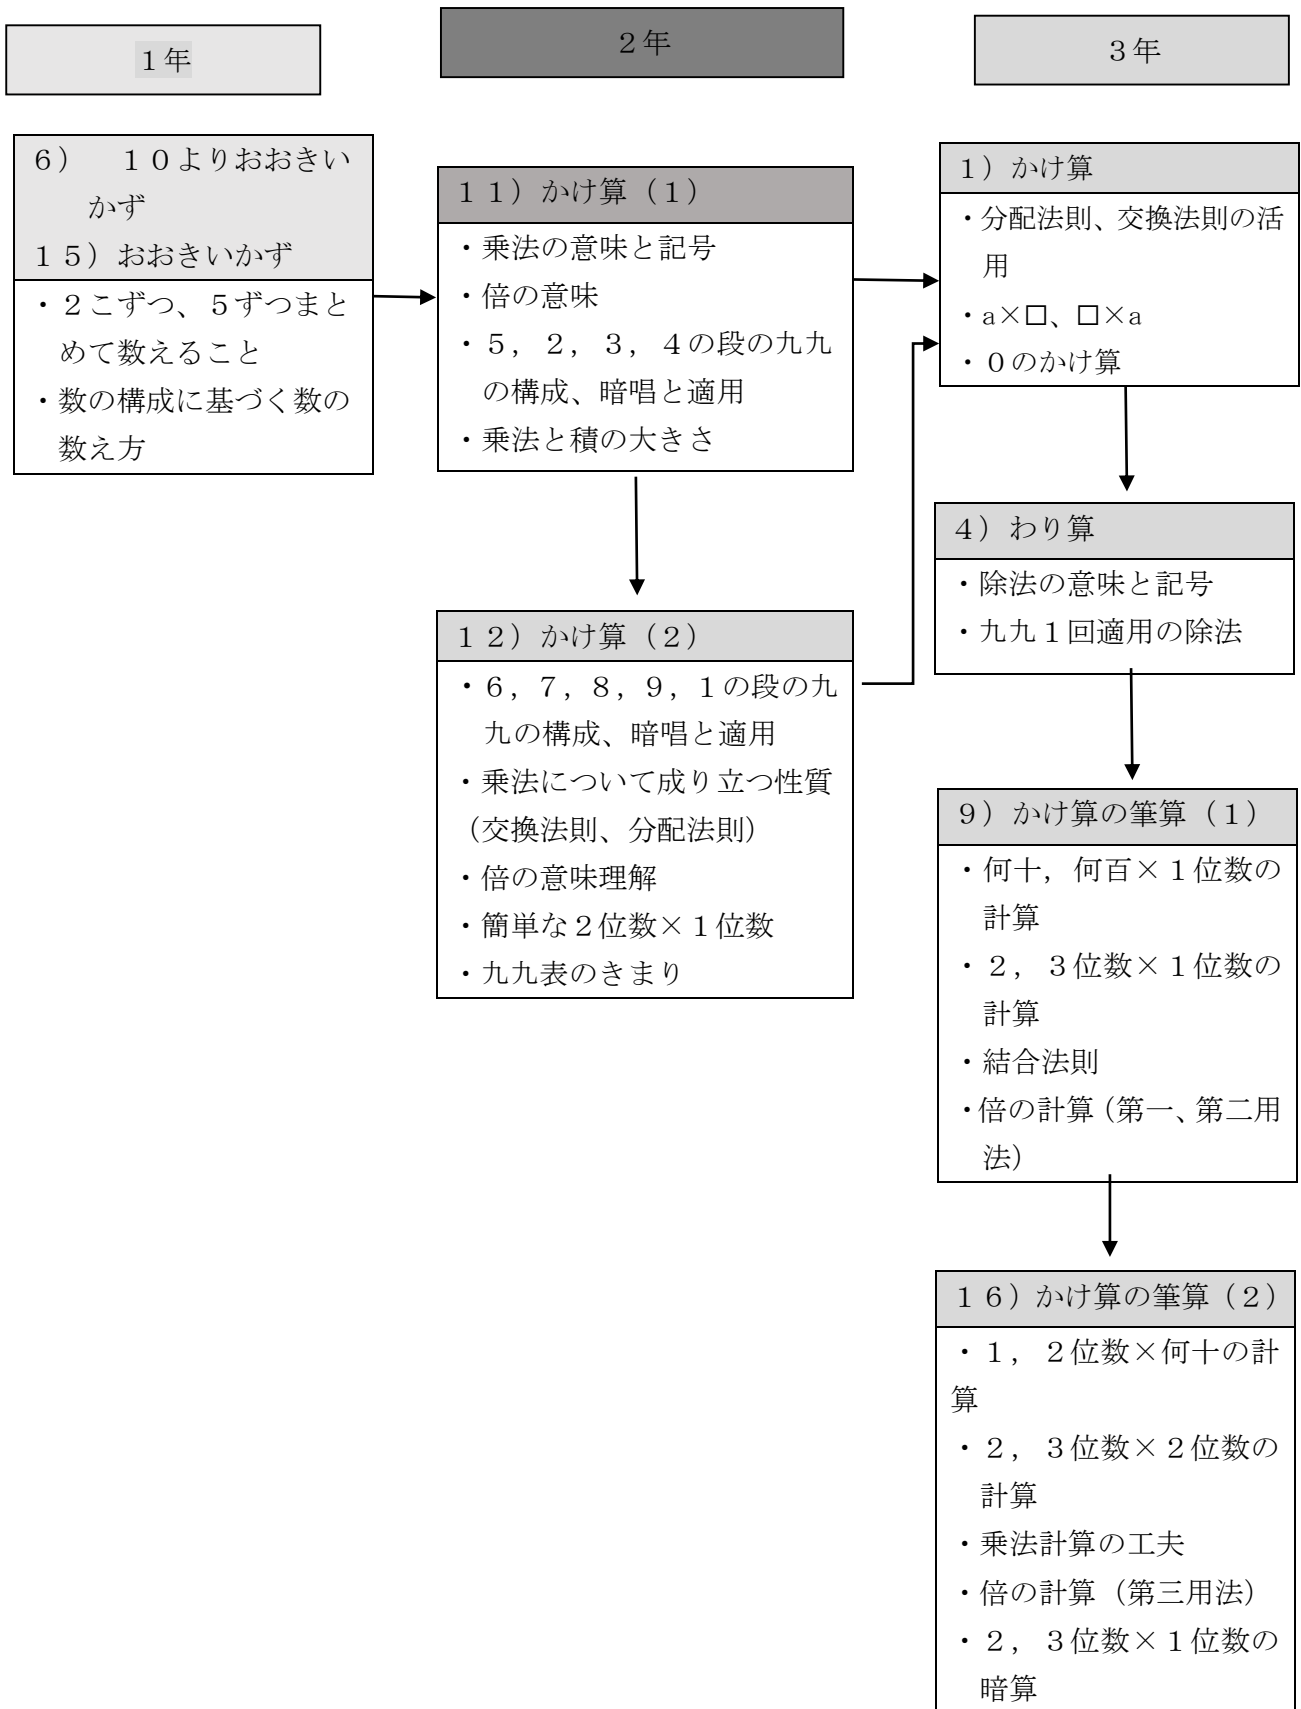 1年
2年
3年
6） 10よりおおきい
かず
15）おおきいかず
・2こずつ、5ずつまと
めて数えること
・数の構成に基づく数の
数え方
11）かけ算（1）
・乗法の意味と記号
・倍の意味
・5，2，3，4の段の九九
の構成、暗唱と適用
・乗法と積の大きさ
12）かけ算（2）
・6，7，8，9，1の段の九
九の構成、暗唱と適用
・乗法について成り立つ性質
（交換法則、分配法則）
・倍の意味理解
・簡単な2位数×1位数
・九九表のきまり
1）かけ算
・分配法則、交換法則の活
用
・a×□、□×a
・0のかけ算
4）わり算
・除法の意味と記号
・九九1回適用の除法
9）かけ算の筆算（1）
・何十，何百×1位数の
計算
・2，3位数×1位数の
計算
・結合法則
・倍の計算（第一、第二用
法）
16）かけ算の筆算（2）
・1，2位数×何十の計
算
・2，3位数×2位数の
計算
・乗法計算の工夫
・倍の計算（第三用法）
・2，3位数×1位数の
暗算